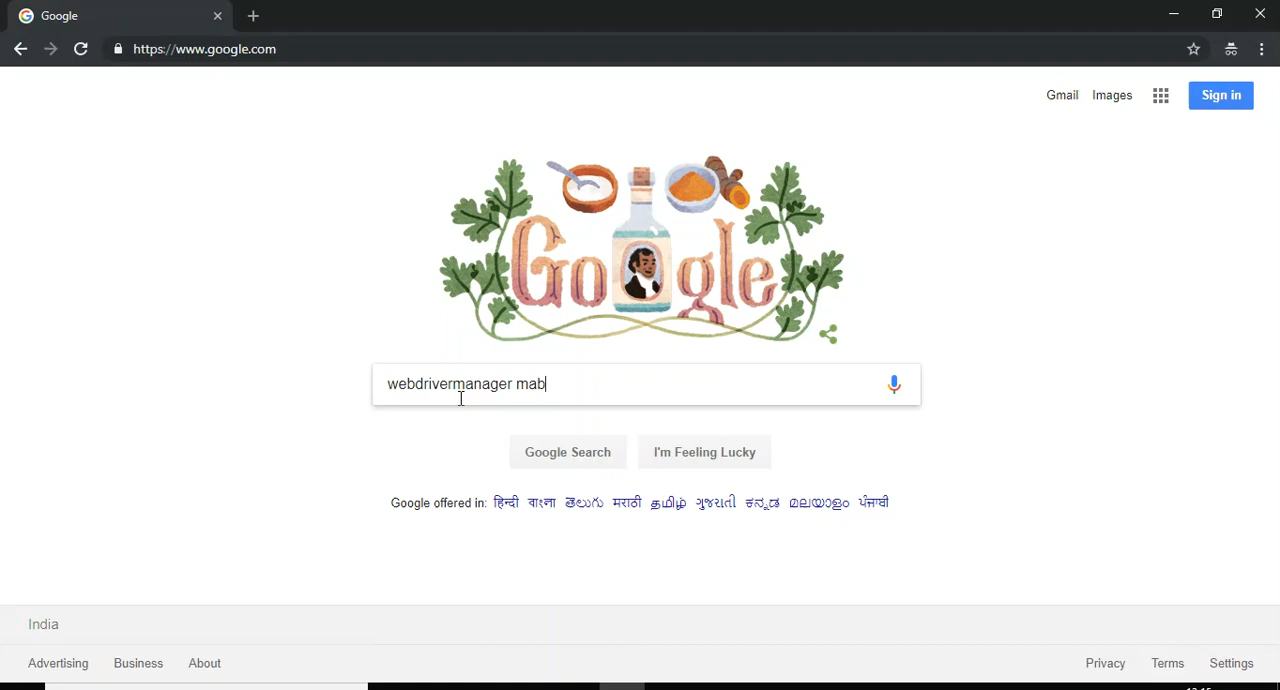 Google
https://www.google.com
Gmail Images Sign in
Google
webdrivermanager mab
Google Search I'm Feeling Lucky
Google offered in: हिन्दी বাংলা తెలుగు मराठी தமிழ் ગુજરાતી ಕನ್ನಡ മലയാളം ਪੰਜਾਬੀ
India
Advertising Business About Privacy Terms Settings